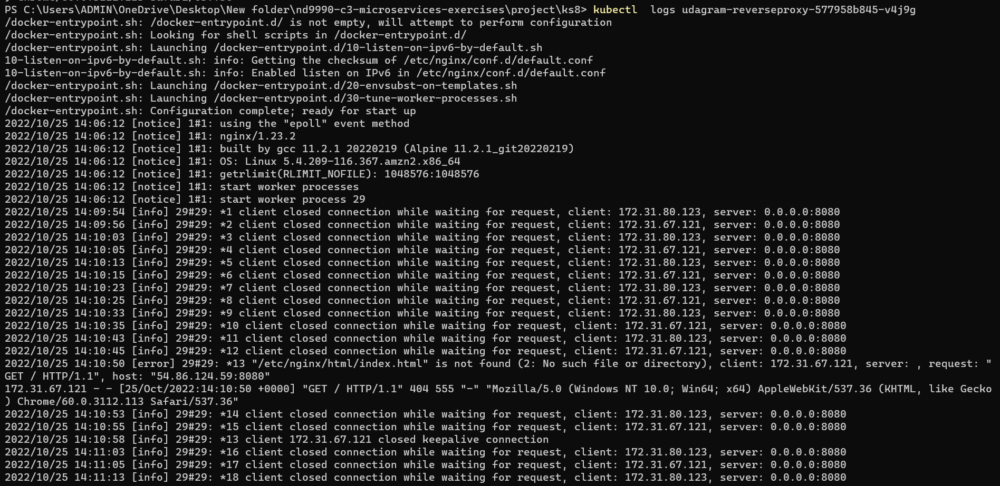 PS C:\Users\ADMIN\OneDrive\Desktop\New folder\nd9990-c3-microservices-exercises\project\ks8> kubectl  logs udagram-reverseproxy-577958b845-v4j9g
/docker-entrypoint.sh: /docker-entrypoint.d/ is not empty, will attempt to perform configuration
/docker-entrypoint.sh: Looking for shell scripts in /docker-entrypoint.d/
/docker-entrypoint.sh: Launching /docker-entrypoint.d/10-listen-on-ipv6-by-default.sh
10-listen-on-ipv6-by-default.sh: info: Getting the checksum of /etc/nginx/conf.d/default.conf
10-listen-on-ipv6-by-default.sh: info: Enabled listen on IPv6 in /etc/nginx/conf.d/default.conf
/docker-entrypoint.sh: Launching /docker-entrypoint.d/20-envsubst-on-templates.sh
/docker-entrypoint.sh: Launching /docker-entrypoint.d/30-tune-worker-processes.sh
/docker-entrypoint.sh: Configuration complete; ready for start up
2022/10/25 14:06:12 [notice] 1#1: using the "epoll" event method
2022/10/25 14:06:12 [notice] 1#1: nginx/1.23.2
2022/10/25 14:06:12 [notice] 1#1: built by gcc 11.2.1 20220219 (Alpine 11.2.1_git20220219)
2022/10/25 14:06:12 [notice] 1#1: OS: Linux 5.4.209-116.367.amzn2.x86_64
2022/10/25 14:06:12 [notice] 1#1: getrlimit(RLIMIT_NOFILE): 1048576:1048576
2022/10/25 14:06:12 [notice] 1#1: start worker processes
2022/10/25 14:06:12 [notice] 1#1: start worker process 29
2022/10/25 14:09:54 [info] 29#29: *1 client closed connection while waiting for request, client: 172.31.80.123, server: 0.0.0.0:8080
2022/10/25 14:09:56 [info] 29#29: *2 client closed connection while waiting for request, client: 172.31.67.121, server: 0.0.0.0:8080
2022/10/25 14:10:03 [info] 29#29: *3 client closed connection while waiting for request, client: 172.31.80.123, server: 0.0.0.0:8080
2022/10/25 14:10:05 [info] 29#29: *4 client closed connection while waiting for request, client: 172.31.67.121, server: 0.0.0.0:8080
2022/10/25 14:10:13 [info] 29#29: *5 client closed connection while waiting for request, client: 172.31.80.123, server: 0.0.0.0:8080
2022/10/25 14:10:15 [info] 29#29: *6 client closed connection while waiting for request, client: 172.31.67.121, server: 0.0.0.0:8080
2022/10/25 14:10:23 [info] 29#29: *7 client closed connection while waiting for request, client: 172.31.80.123, server: 0.0.0.0:8080
2022/10/25 14:10:25 [info] 29#29: *8 client closed connection while waiting for request, client: 172.31.67.121, server: 0.0.0.0:8080
2022/10/25 14:10:33 [info] 29#29: *9 client closed connection while waiting for request, client: 172.31.80.123, server: 0.0.0.0:8080
2022/10/25 14:10:35 [info] 29#29: *10 client closed connection while waiting for request, client: 172.31.67.121, server: 0.0.0.0:8080
2022/10/25 14:10:43 [info] 29#29: *11 client closed connection while waiting for request, client: 172.31.80.123, server: 0.0.0.0:8080
2022/10/25 14:10:45 [info] 29#29: *12 client closed connection while waiting for request, client: 172.31.67.121, server: 0.0.0.0:8080
2022/10/25 14:10:50 [error] 29#29: *13 "/etc/nginx/html/index.html" is not found (2: No such file or directory), client: 172.31.67.121, server: , request: "
GET / HTTP/1.1", host: "54.86.124.59:8080"
172.31.67.121 - - [25/Oct/2022:14:10:50 +0000] "GET / HTTP/1.1" 404 555 "-" "Mozilla/5.0 (Windows NT 10.0; Win64; x64) AppleWebKit/537.36 (KHTML, like Gecko
) Chrome/60.0.3112.113 Safari/537.36"
2022/10/25 14:10:53 [info] 29#29: *14 client closed connection while waiting for request, client: 172.31.80.123, server: 0.0.0.0:8080
2022/10/25 14:10:55 [info] 29#29: *15 client closed connection while waiting for request, client: 172.31.67.121, server: 0.0.0.0:8080
2022/10/25 14:10:58 [info] 29#29: *13 client 172.31.67.121 closed keepalive connection
2022/10/25 14:11:03 [info] 29#29: *16 client closed connection while waiting for request, client: 172.31.80.123, server: 0.0.0.0:8080
2022/10/25 14:11:05 [info] 29#29: *17 client closed connection while waiting for request, client: 172.31.67.121, server: 0.0.0.0:8080
2022/10/25 14:11:13 [info] 29#29: *18 client closed connection while waiting for request, client: 172.31.80.123, server: 0.0.0.0:8080